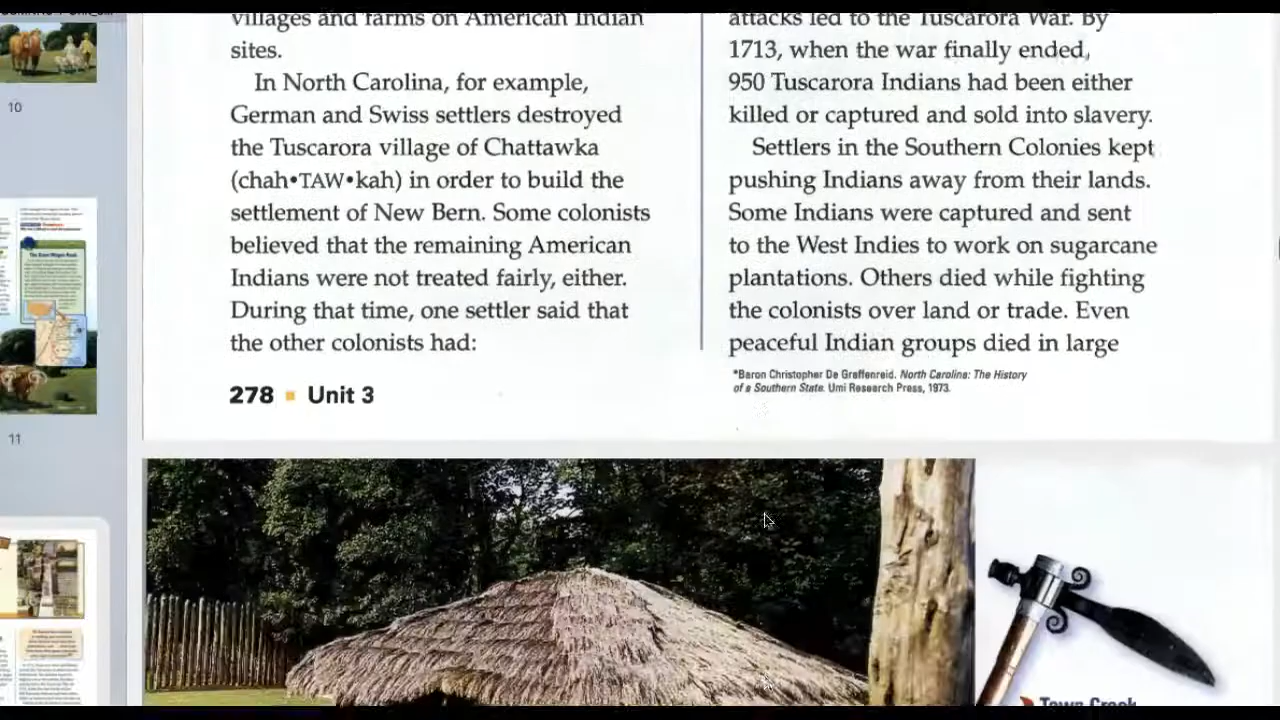 villages and farms on American Indian
sites.
In North Carolina, for example,
German and Swiss settlers destroyed
the Tuscarora village of Chattawka
(chah•TAW•kah) in order to build the
settlement of New Bern. Some colonists
believed that the remaining American
Indians were not treated fairly, either.
During that time, one settler said that
the other colonists had:
278 ▪ Unit 3
attacks led to the Tuscarora War. By
1713, when the war finally ended,
950 Tuscarora Indians had been either
killed or captured and sold into slavery.
Settlers in the Southern Colonies kept
pushing Indians away from their lands.
Some Indians were captured and sent
to the West Indies to work on sugarcane
plantations. Others died while fighting
the colonists over land or trade. Even
peaceful Indian groups died in large
*Baron Christopher De Graffenreid. North Carolina: The History
of a Southern State. Umi Research Press, 1973.
Town Creek
10
11